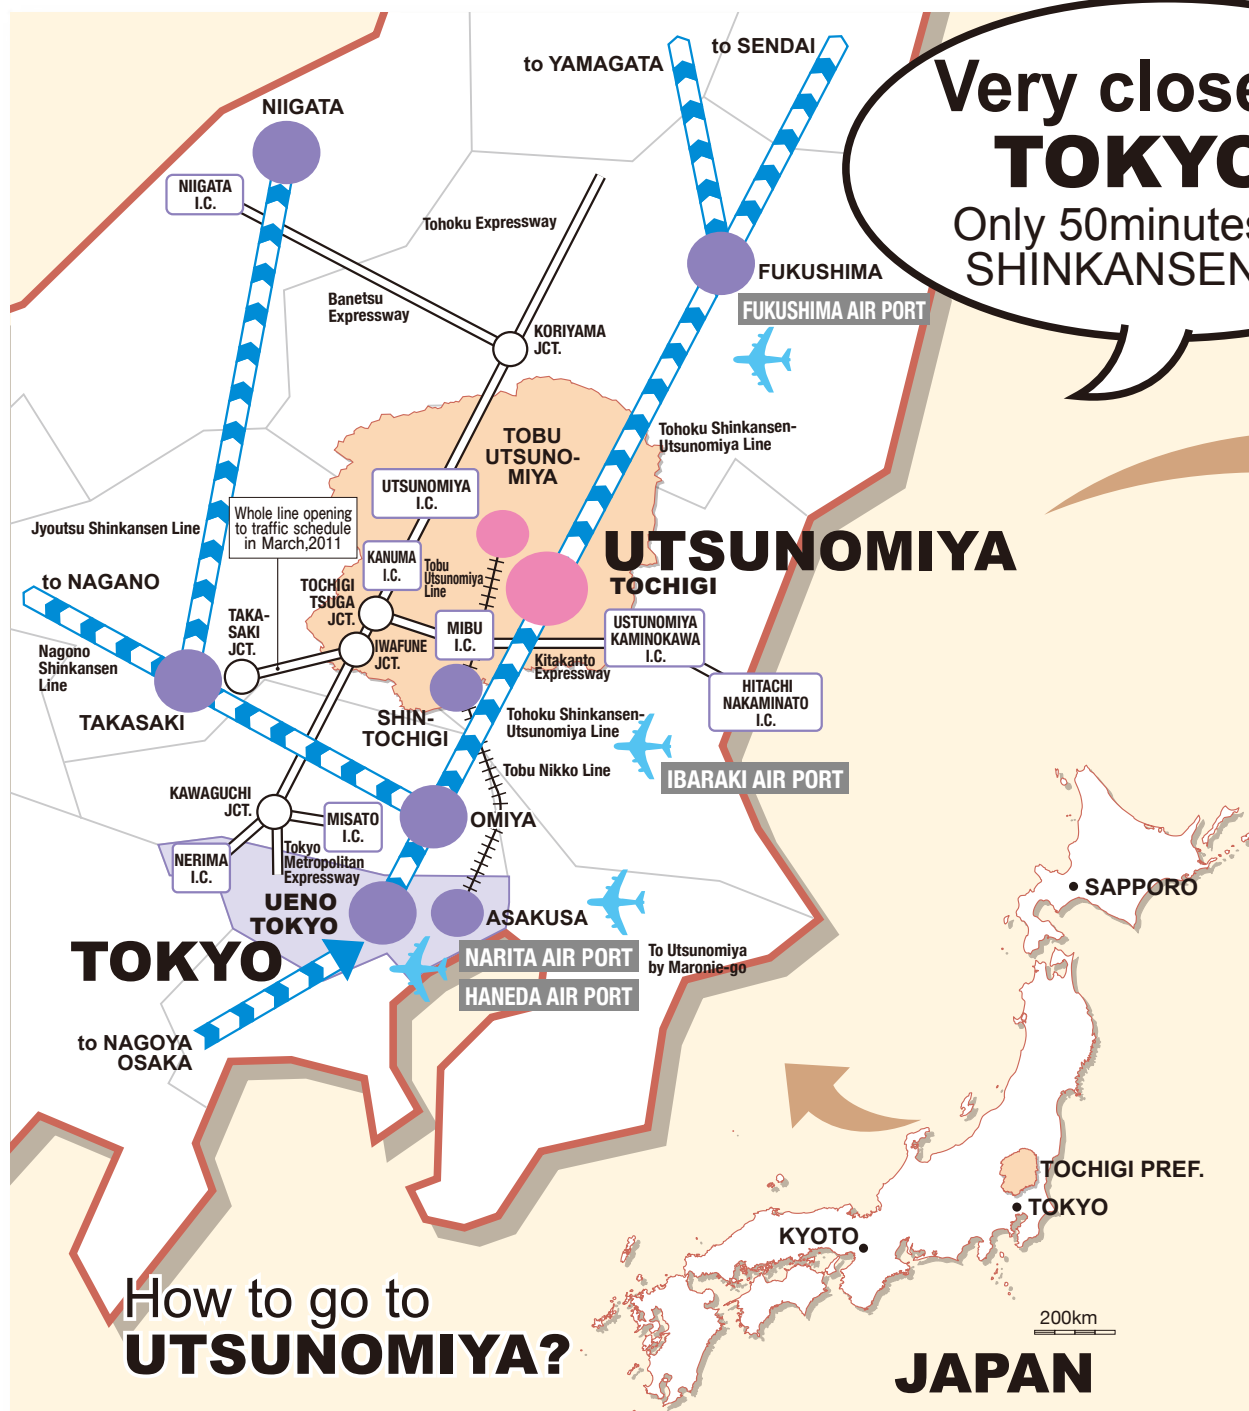 to YAMAGATA
to SENDAI
Very close
TOKYO
Only 50minutes
SHINKANSEN
NIIGATA
NIIGATA
I.C.
Tohoku Expressway
Banetsu
Expressway
KORIYAMA
JCT.
FUKUSHIMA
FUKUSHIMA AIR PORT
Tohoku Shinkansen-
Utsunomiya Line
TOBU
UTSUNO-
MIYA
UTSUNOMIYA
I.C.
Jyoutsu Shinkansen Line
Whole line opening
to traffic schedule
in March,2011
KANUMA
I.C.
Tobu
Utsunomiya
Line
UTSUNOMIYA
TOCHIGI
to NAGANO
TOCHIGI
TSUGA
JCT.
TAKA-
SAKI
JCT.
Nagono
Shinkansen
Line
IWAFUNE
JCT.
MIBU
I.C.
USTUNOMIYA
KAMINOKAWA
I.C.
Kitakanto
Expressway
HITACHI
NAKAMINATO
I.C.
TAKASAKI
SHIN-
TOCHIGI
Tohoku Shinkansen-
Utsunomiya Line
Tobu Nikko Line
IBARAKI AIR PORT
KAWAGUCHI
JCT.
MISATO
I.C.
OMIYA
NERIMA
I.C.
Tokyo
Metropolitan
Expressway
UENO
TOKYO
ASAKUSA
TOKYO
NARITA AIR PORT
HANEDA AIR PORT
To Utsunomiya
by Maronie-go
to NAGOYA
OSAKA
SAPPORO
TOCHIGI PREF.
TOKYO
KYOTO
200km
JAPAN
How to go to
UTSUNOMIYA?